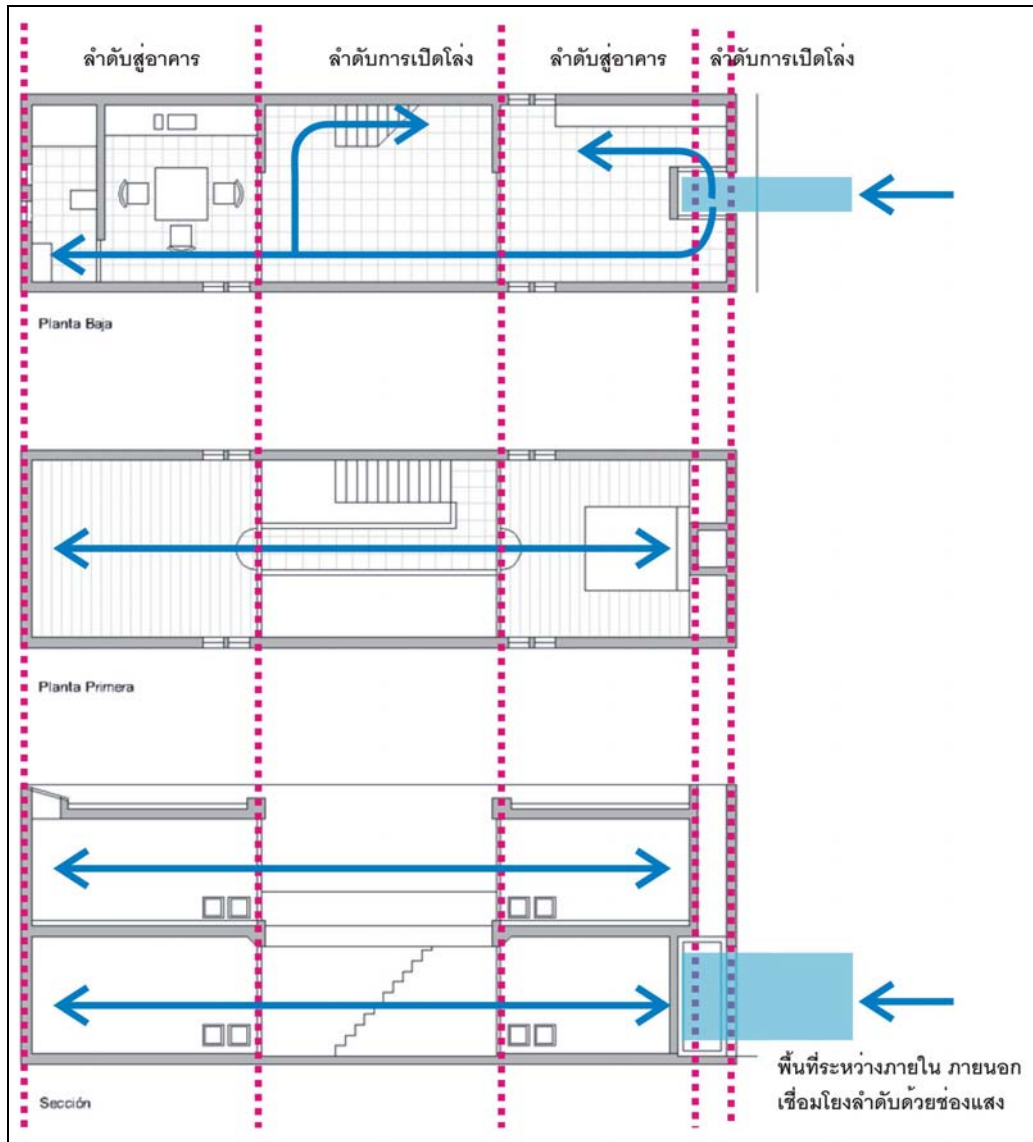 ลำดับสู่อาคาร ลำดับการเปิดโล่ง ลำดับสู่อาคาร ลำดับการเปิดโล่ง
Planta Baja
Planta Primera
พื้นที่ระหว่างภายใน ภายนอก
เชื่อมโยงลำดับด้วยช่องแสง
Sección